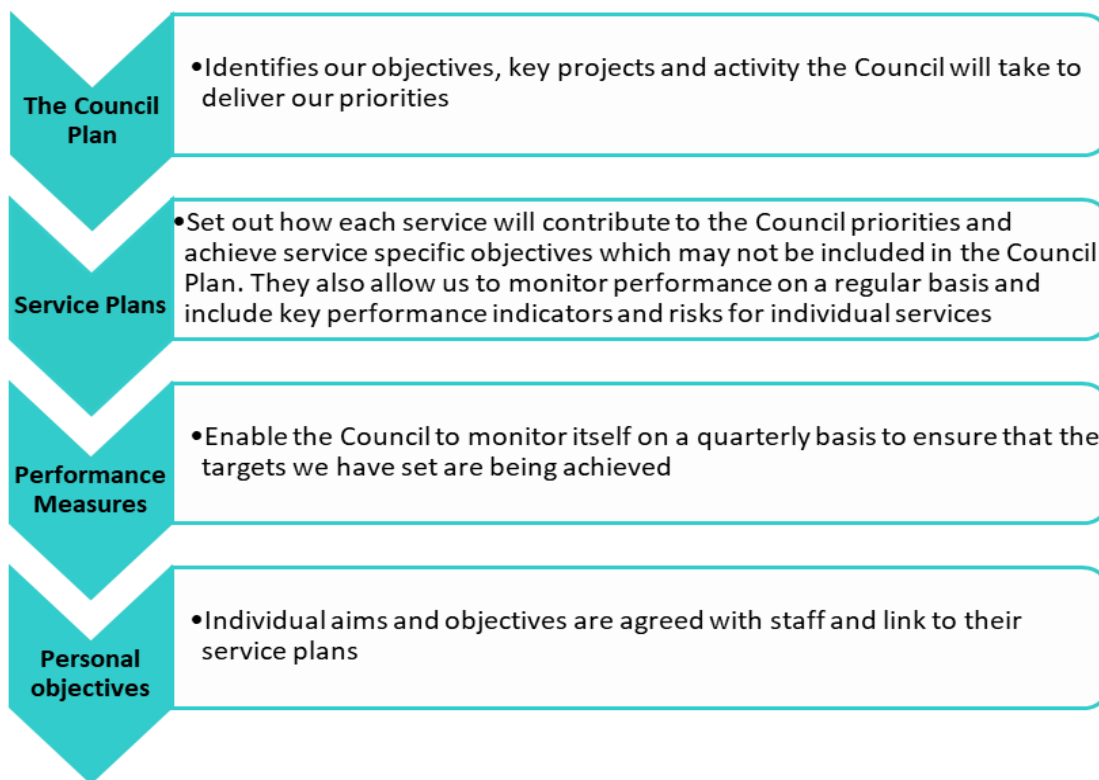 The Council
Plan
•Identifies our objectives, key projects and activity the Council will take to
deliver our priorities
Service Plans
•Set out how each service will contribute to the Council priorities and
achieve service specific objectives which may not be included in the Council
Plan. They also allow us to monitor performance on a regular basis and
include key performance indicators and risks for individual services
Performance
Measures
•Enable the Council to monitor itself on a quarterly basis to ensure that the
targets we have set are being achieved
Personal
objectives
•Individual aims and objectives are agreed with staff and link to their
service plans